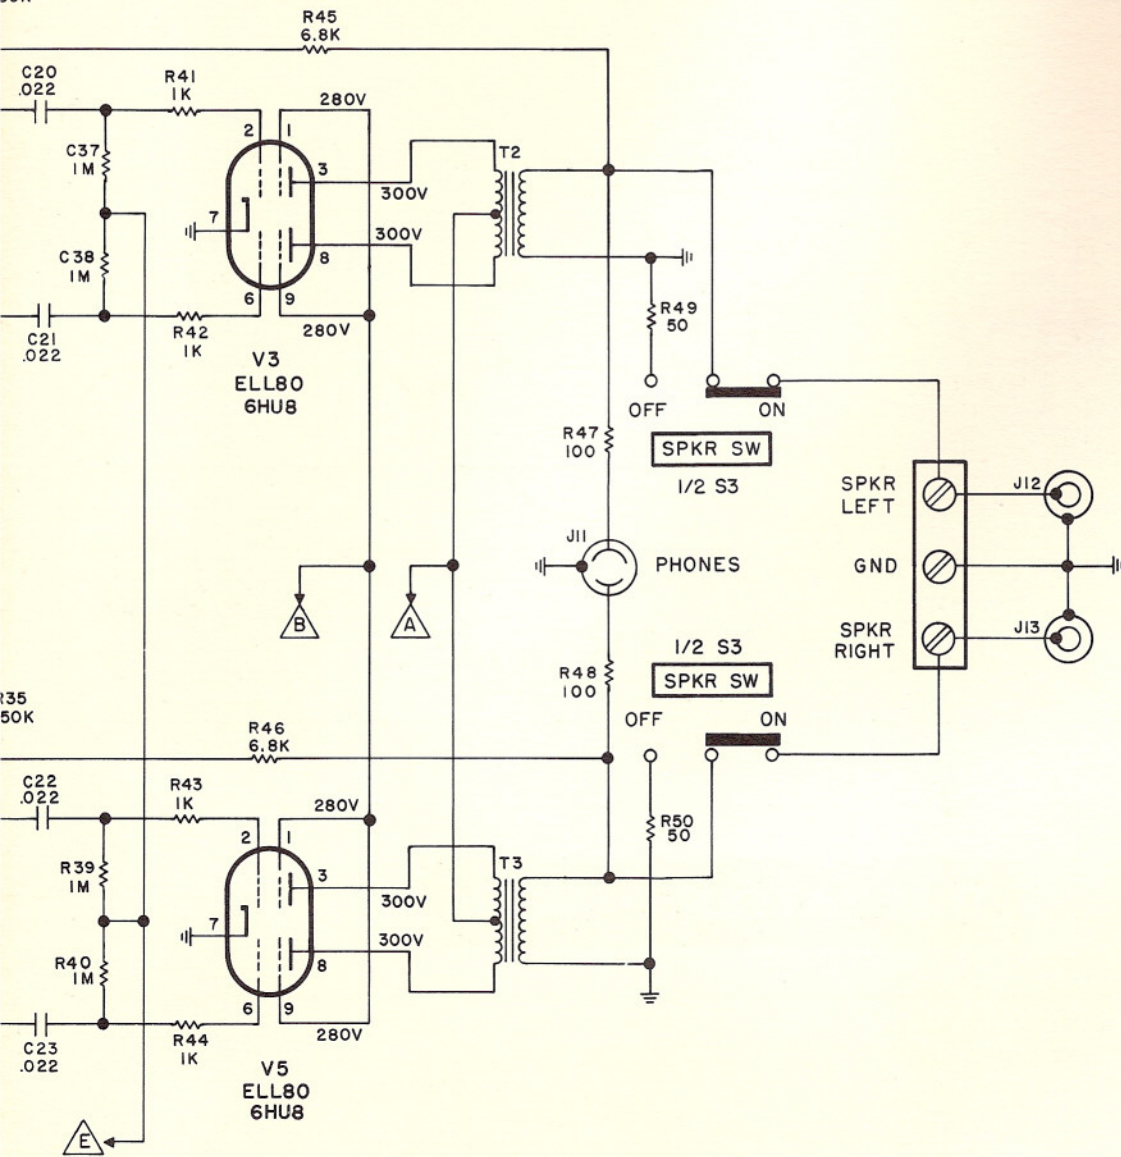 R45
6.8K
C20
.022
R41
1K
280V
2
1
C37
1M
3
300V
T2
7
300V
C38
1M
8
6
9
280V
C21
.022
R42
1K
V3
ELL80
6HU8
R49
50
OFF
ON
SPKR SW
1/2 S3
R47
100
J11
PHONES
SPKR
LEFT
J12
GND
SPKR
RIGHT
J13
B
A
1/2 S3
SPKR SW
R48
100
OFF
ON
R35
50K
R46
6.8K
C22
.022
R43
1K
280V
2
1
R39
1M
3
300V
T3
R50
50
7
300V
R40
1M
8
6
9
280V
C23
.022
R44
1K
V5
ELL80
6HU8
E